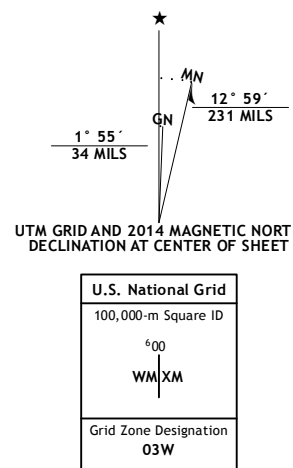 ★
MN
GN
12° 59´
231 MILS
1° 55´
34 MILS
UTM GRID AND 2014 MAGNETIC NORT
DECLINATION AT CENTER OF SHEET
U.S. National Grid
100,000-m Square ID
⁶00
WM XM
Grid Zone Designation
03W